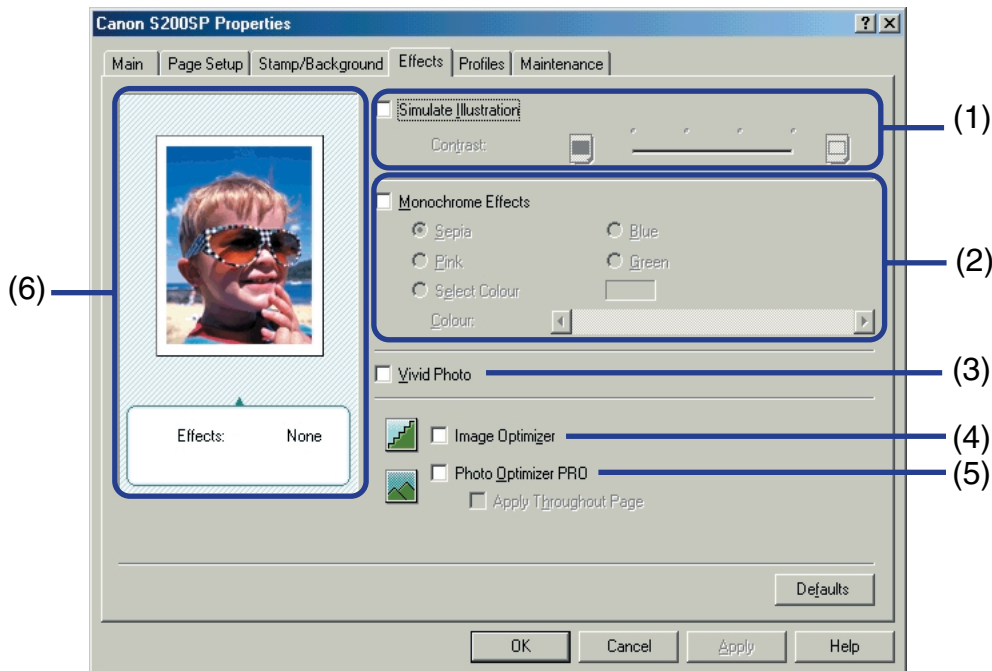 Canon S200SP Properties
Main Page Setup Stamp/Background Effects Profiles Maintenance
Simulate Illustration
Contrast:
(1)
Monochrome Effects
Sepia Blue
Pink Green
Select Colour
Colour:
(2)
(6)
Vivid Photo
(3)
Effects: None
Image Optimizer
(4)
Photo Optimizer PRO
(5)
Apply Throughout Page
Defaults
OK Cancel Apply Help